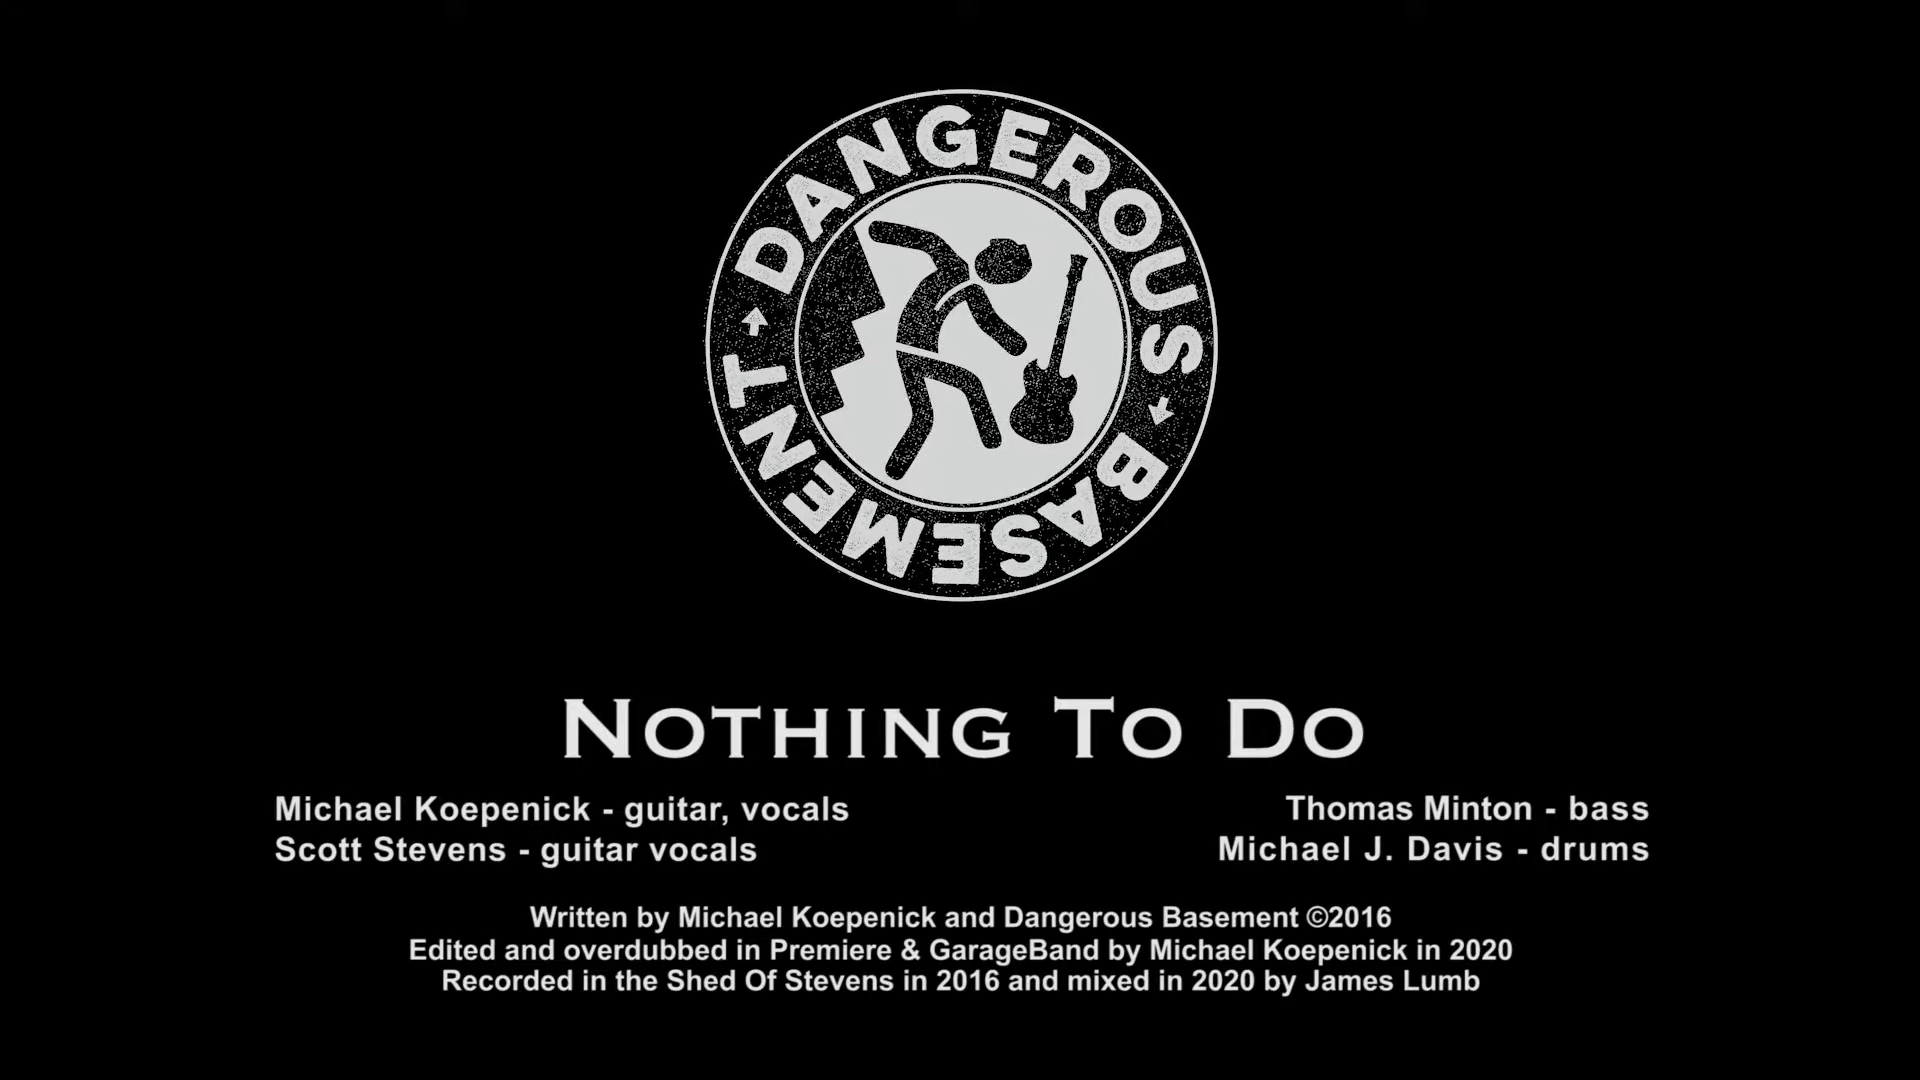 DANGEROUS
BASEMENT
NOTHING TO DO
Michael Koepenick - guitar, vocals
Scott Stevens - guitar vocals
Thomas Minton - bass
Michael J. Davis - drums
Written by Michael Koepenick and Dangerous Basement ©2016
Edited and overdubbed in Premiere & GarageBand by Michael Koepenick in 2020
Recorded in the Shed Of Stevens in 2016 and mixed in 2020 by James Lumb